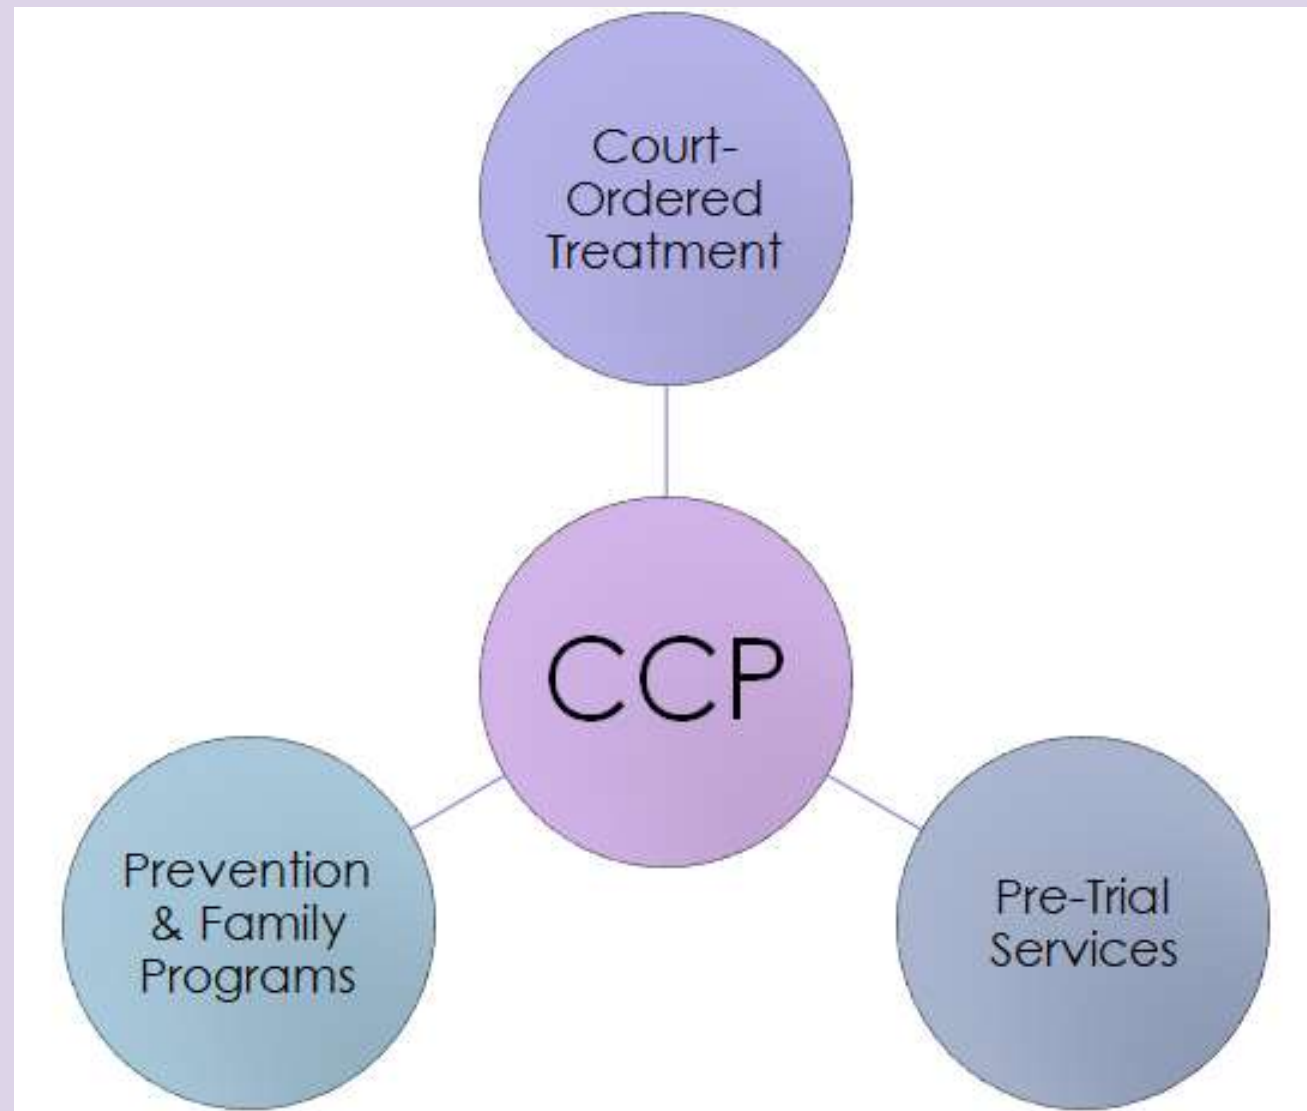 Court-
Ordered
Treatment
CCP
Prevention
& Family
Programs
Pre-Trial
Services